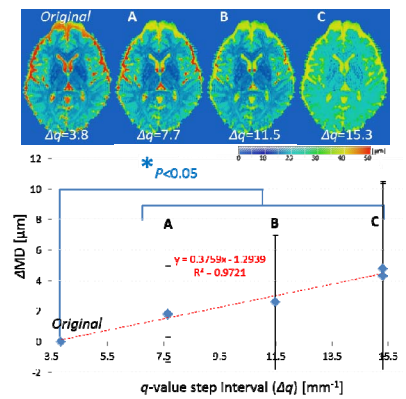 Original A B C
Δq=3.8 Δq=7.7 Δq=11.5 Δq=15.3
0 10 20 30 40 50 [μm]
12
* P<0.05
10
8
A B C
6
y = 0.3759x - 1.2939
R² = 0.9721
4
2
Original
0
3.5 5.5 7.5 9.5 11.5 13.5 15.5
-2
ΔMD [μm]
q-value step Interval (Δq) [mm⁻¹]